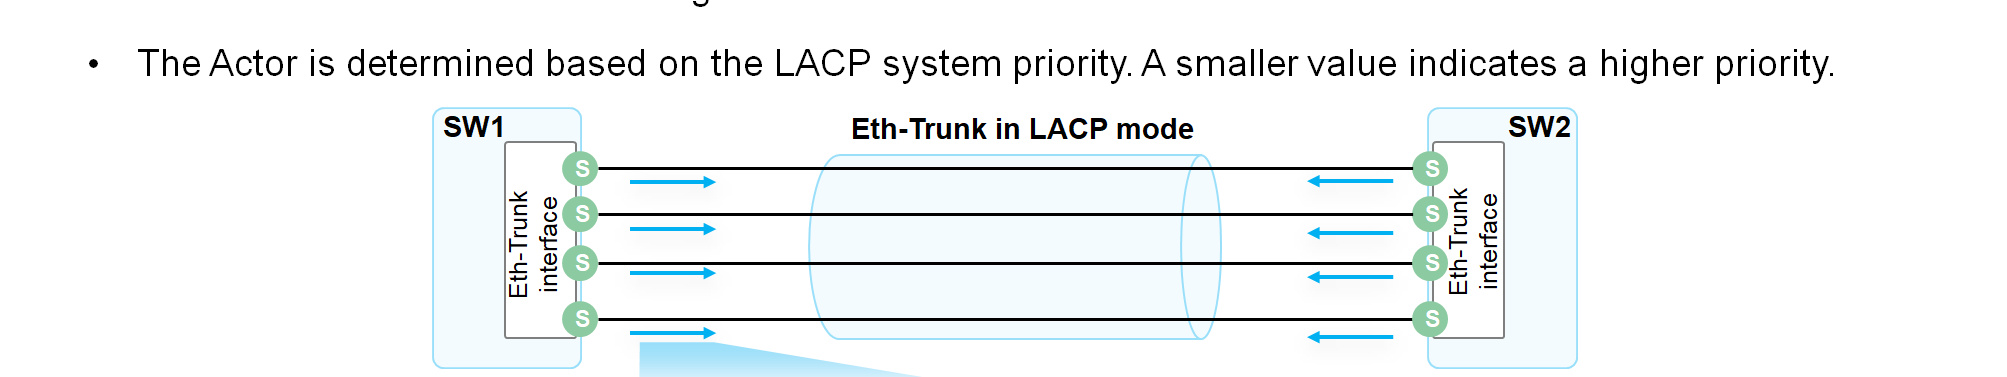 • The Actor is determined based on the LACP system priority. A smaller value indicates a higher priority.
SW1
Eth-Trunk in LACP mode
SW2
S
S
S
S
Eth-Trunk
interface
S
S
S
S
Eth-Trunk
interface